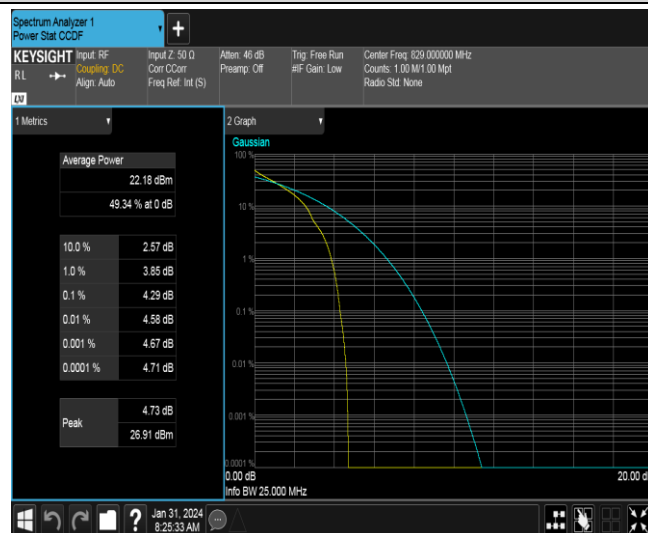 Spectrum Analyzer 1
Power Stat CCDF
+
KEYSIGHT
RL
LXI
Input: RF
Coupling: DC
Align: Auto
Input Z: 50 Ω
Corr CCorr
Freq Ref: Int (S)
Atten: 46 dB
Preamp: Off
Trig: Free Run
#IF Gain: Low
Center Freq: 829.000000 MHz
Counts: 1.00 M/1.00 Mpt
Radio Std: None
1 Metrics
Average Power
22.18 dBm
49.34 % at 0 dB
10.0 % 2.57 dB
1.0 % 3.85 dB
0.1 % 4.29 dB
0.01 % 4.58 dB
0.001 % 4.67 dB
0.0001 % 4.71 dB
Peak 4.73 dB
26.91 dBm
2 Graph
Gaussian
100 %
10 %
1 %
0.1 %
0.01 %
0.001 %
0.0001 %
0.00 dB
20.00 d
Info BW 25.000 MHz
?
Jan 31, 2024
8:25:33 AM